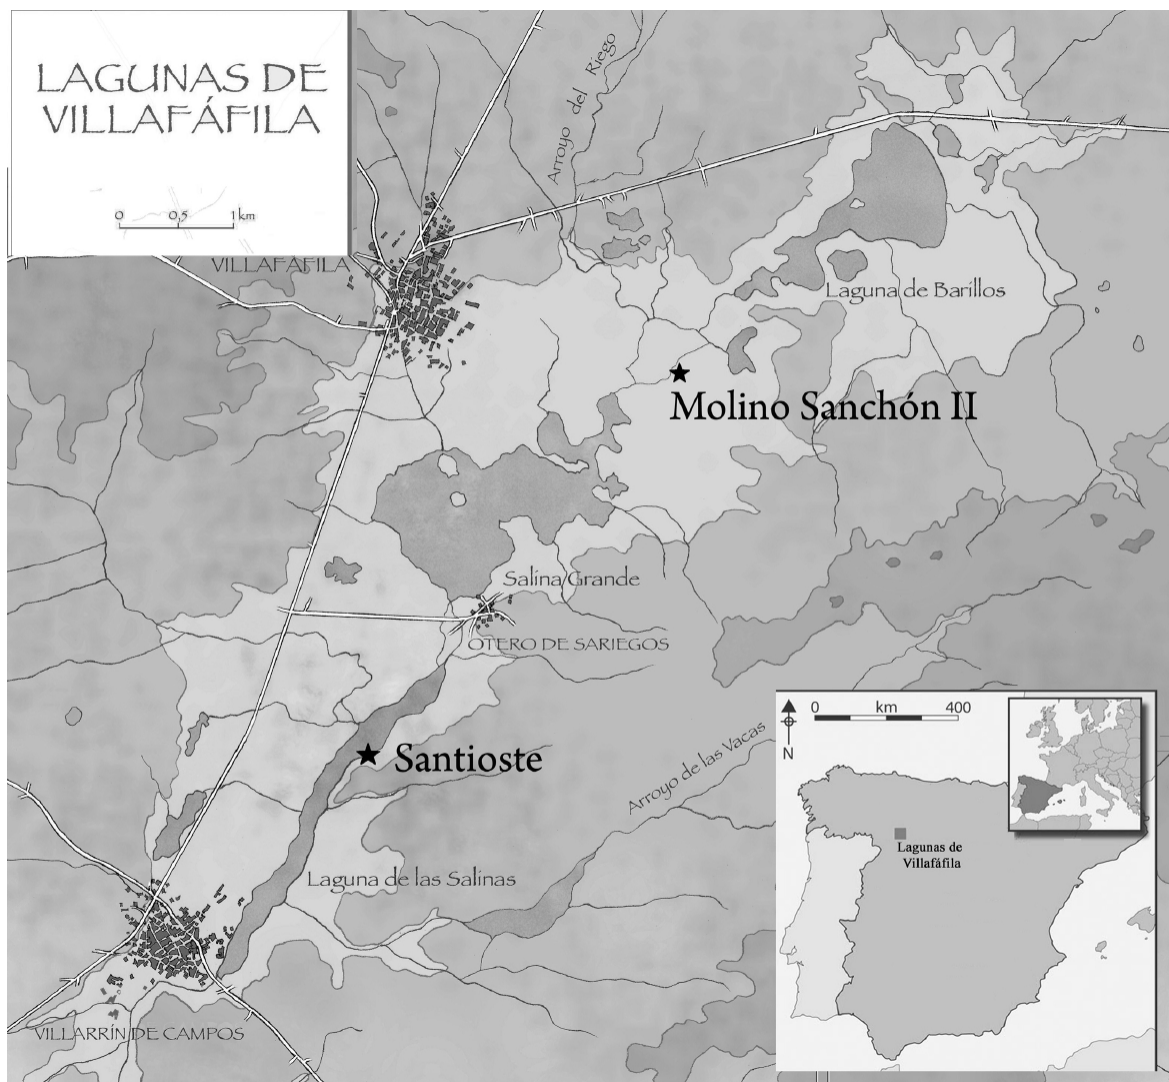 LAGUNAS DE
VILLAFÁFILA
0 0,5 1 km
Arroyo del Riego
VILLAFAFILA
Laguna de Barillos
Molino Sanchón II
Salina Grande
OTERO DE SARIEGOS
Santioste
Arroyo de las Vacas
Laguna de las Salinas
VILLARRÍN DE CAMPOS
0 km 400
N
Lagunas de
Villafáfila